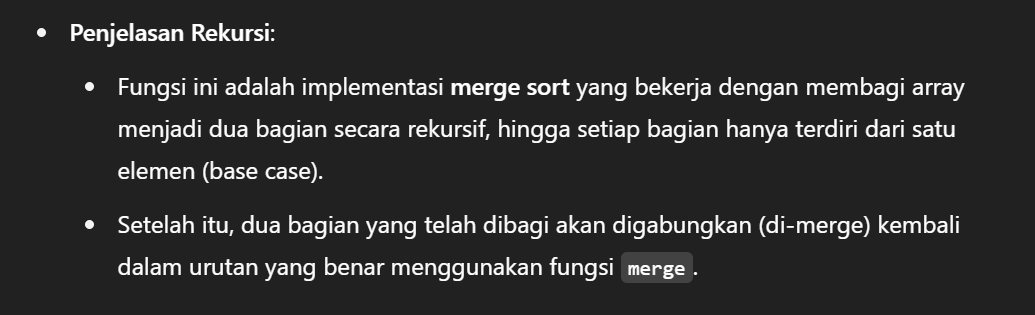 • Penjelasan Rekursi:
• Fungsi ini adalah implementasi merge sort yang bekerja dengan membagi array
menjadi dua bagian secara rekursif, hingga setiap bagian hanya terdiri dari satu
elemen (base case).
• Setelah itu, dua bagian yang telah dibagi akan digabungkan (di-merge) kembali
dalam urutan yang benar menggunakan fungsi merge.